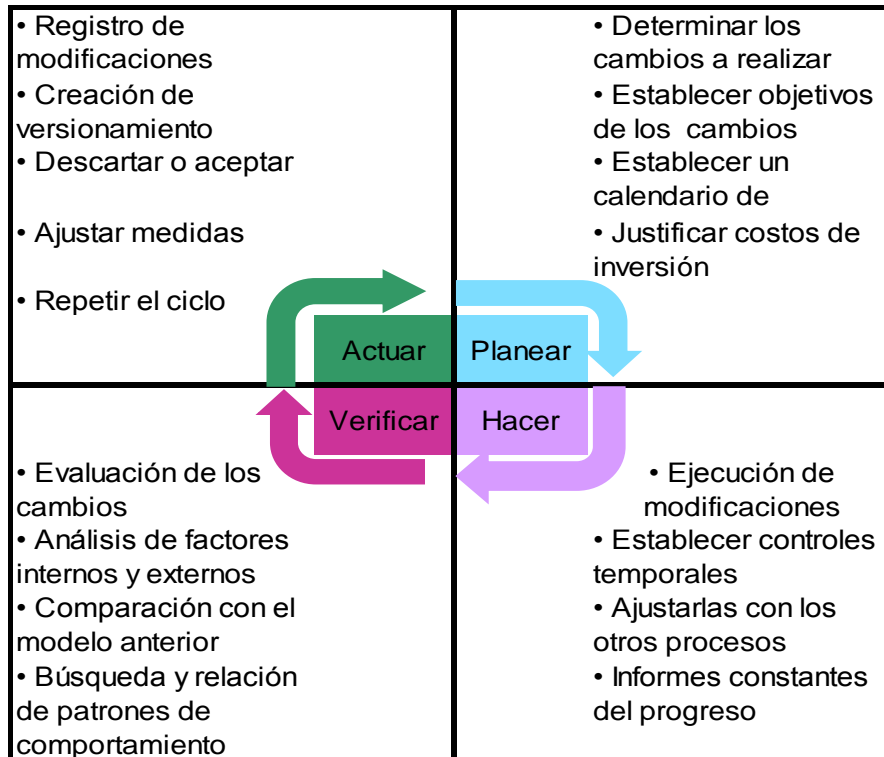 • Registro de
modificaciones
• Creación de
versionamiento
• Descartar o aceptar
• Ajustar medidas
• Repetir el ciclo
• Determinar los
cambios a realizar
• Establecer objetivos
de los  cambios
• Establecer un
calendario de
• Justificar costos de
inversión
Actuar
Planear
Verificar
Hacer
• Evaluación de los
cambios
• Análisis de factores
internos y externos
• Comparación con el
modelo anterior
• Búsqueda y relación
de patrones de
comportamiento
• Ejecución de
modificaciones
• Establecer controles
temporales
• Ajustarlas con los
otros procesos
• Informes constantes
del progreso